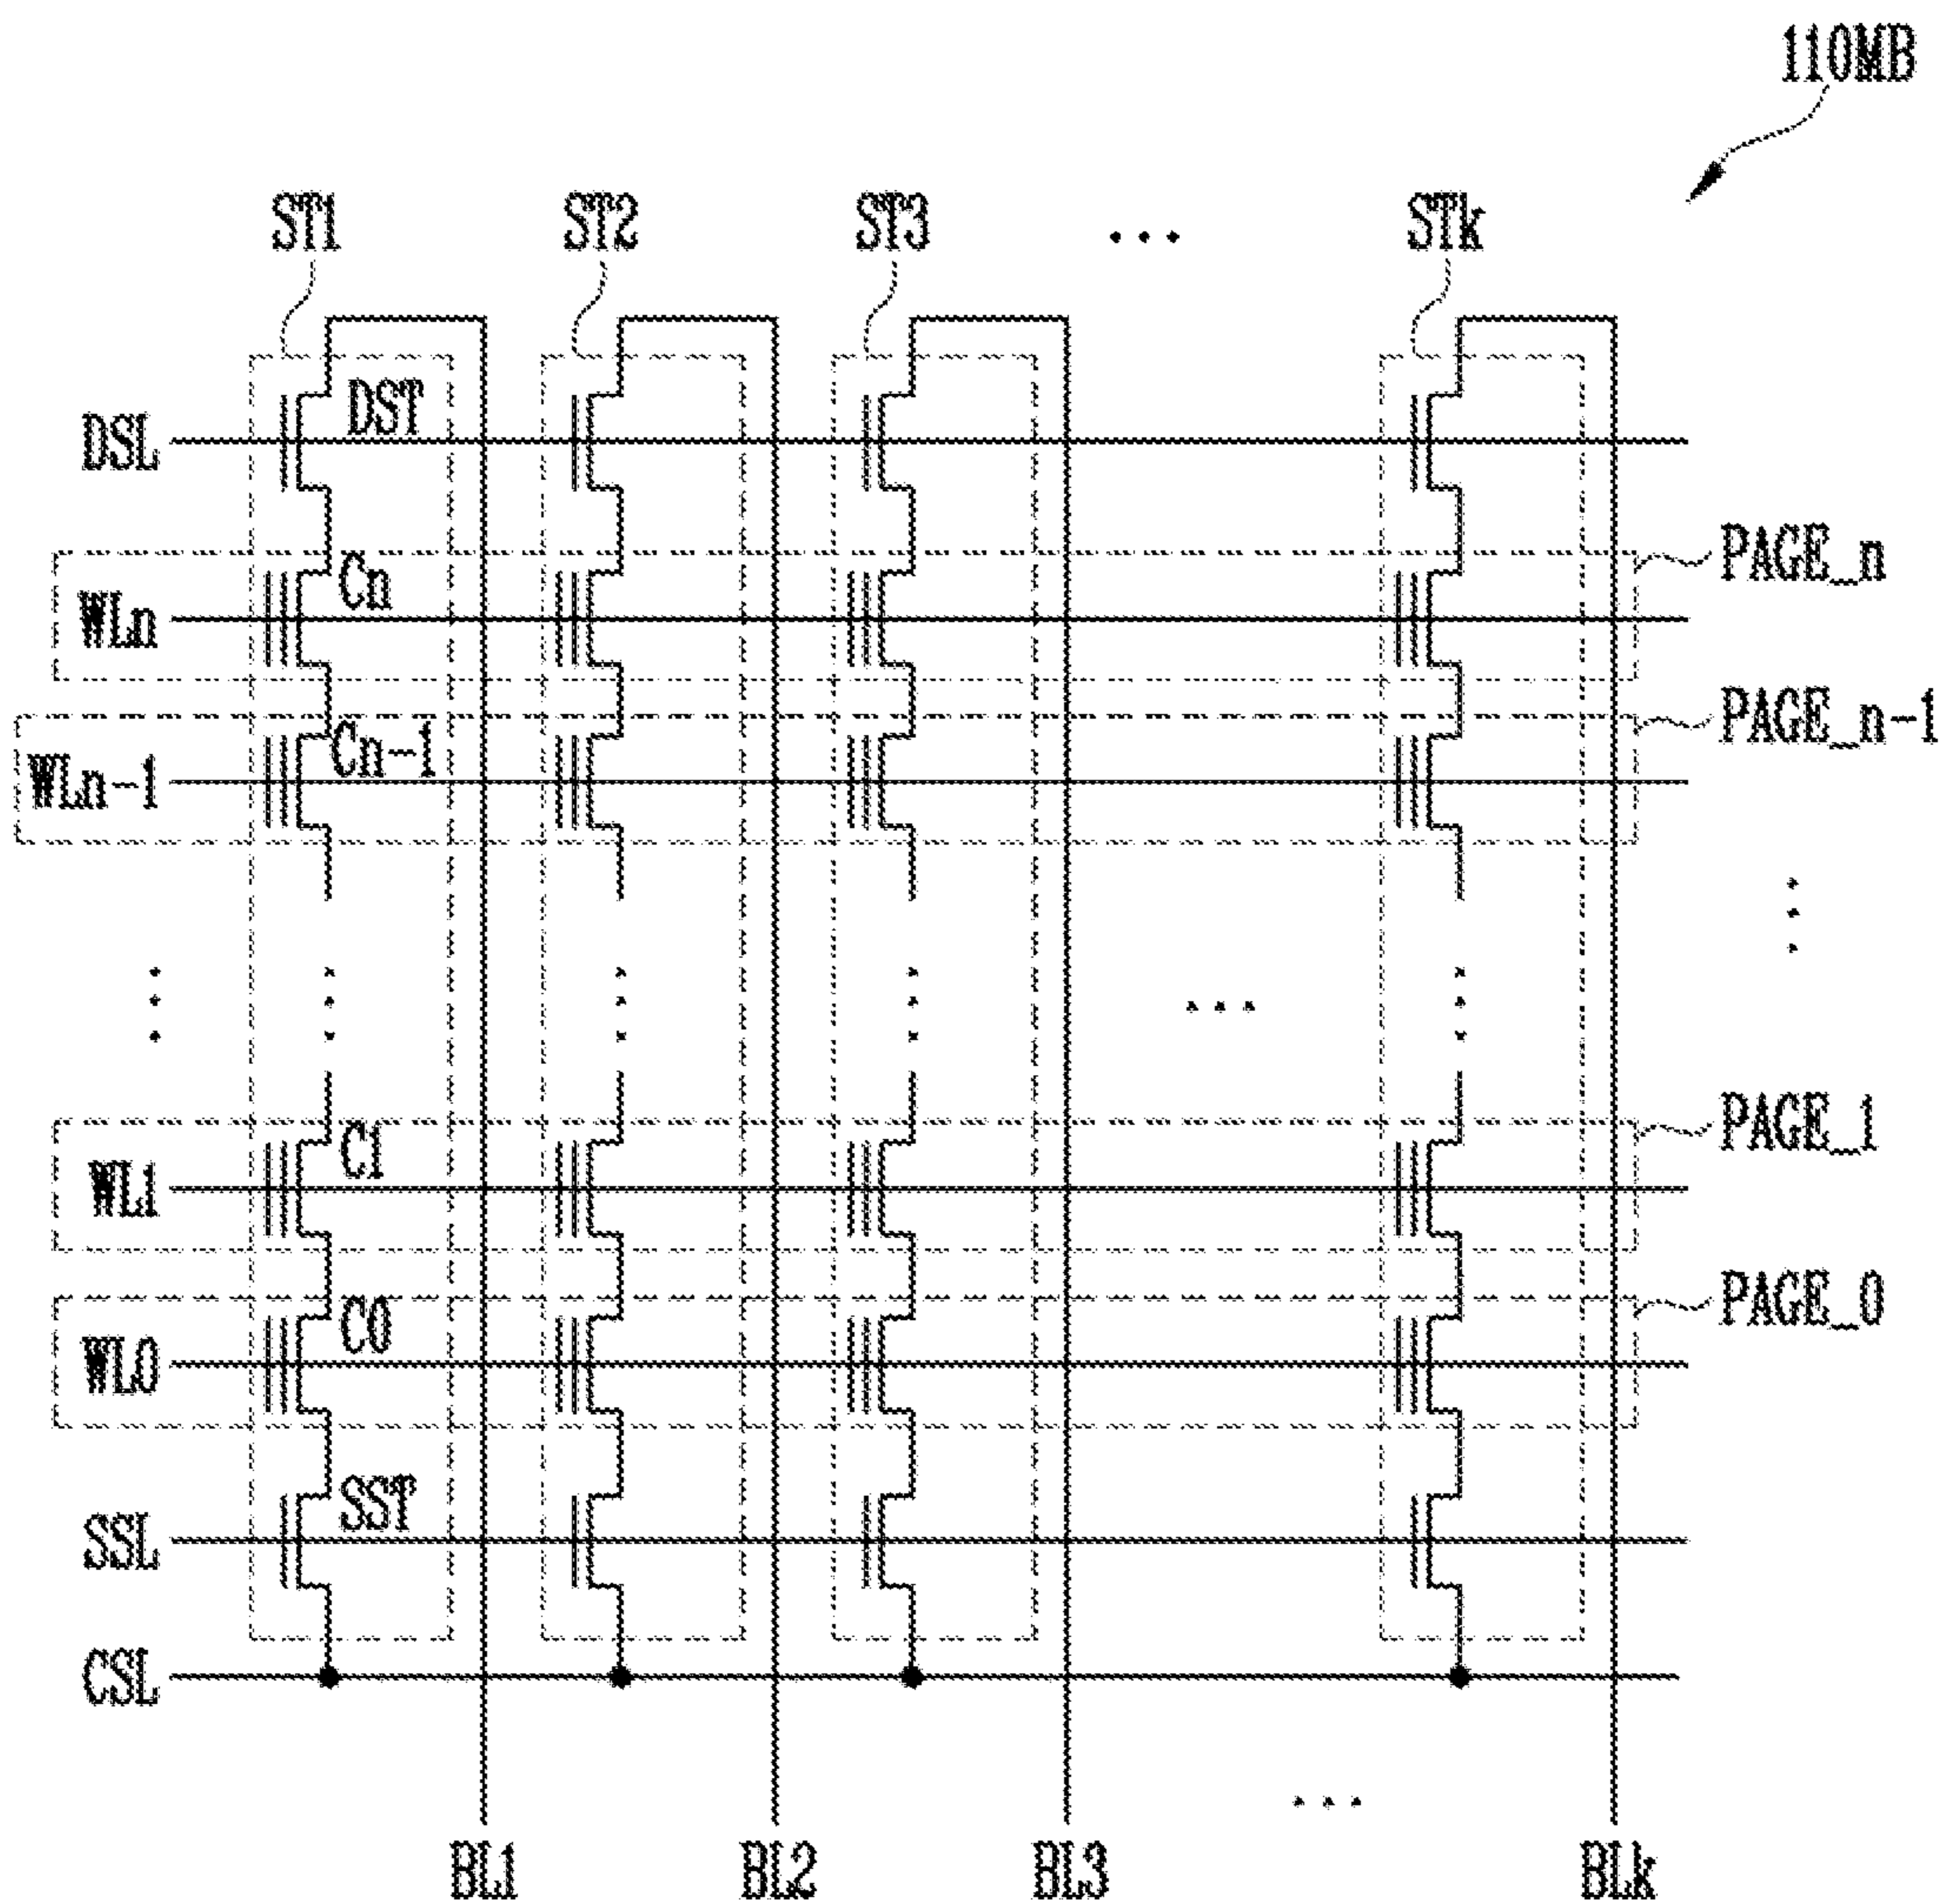 110MB
ST1 ST2 ST3 ... STk
DST
DSL
Cn
PAGE_n
WLn
Cn-1
PAGE_n-1
WLn-1
C1
PAGE_1
WL1
C0
PAGE_0
WL0
SST
SSL
CSL
BL1 BL2 BL3 ... BLk